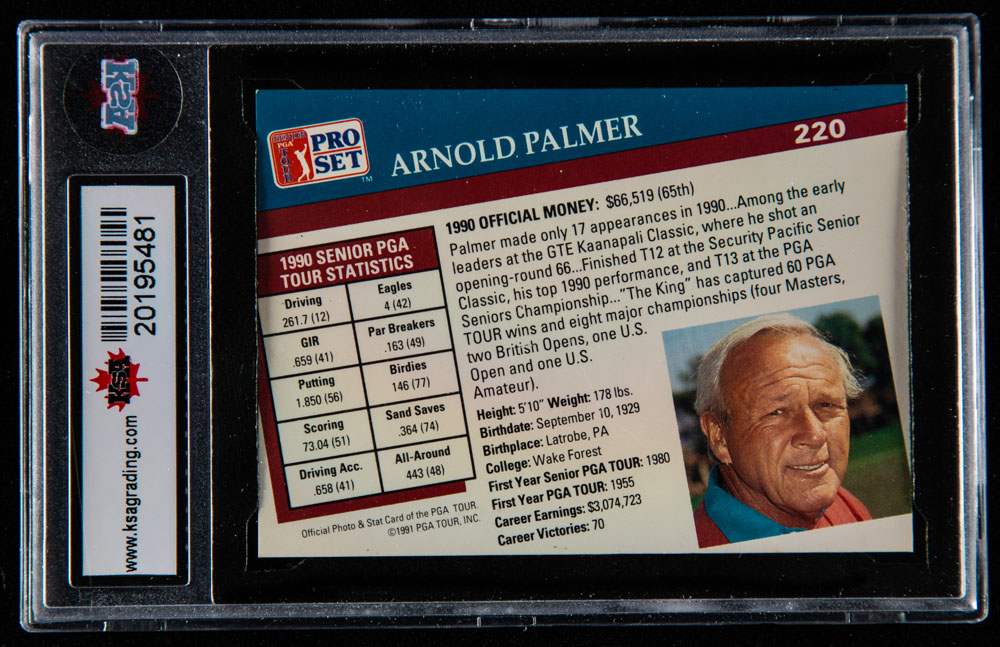 KSA
20195481
KSA
www.ksagrading.com
SENIOR
PGA
TOUR
PRO
SET
TM
ARNOLD PALMER
220
1990 SENIOR PGA
TOUR STATISTICS
Driving
261.7 (12)
Eagles
4 (42)
GIR
.659 (41)
Par Breakers
.163 (49)
Putting
1.850 (56)
Birdies
146 (77)
Scoring
73.04 (51)
Sand Saves
.364 (74)
Driving Acc.
.658 (41)
All-Around
443 (48)
1990 OFFICIAL MONEY: $66,519 (65th)
Palmer made only 17 appearances in 1990...Among the early
leaders at the GTE Kaanapali Classic, where he shot an
opening-round 66...Finished T12 at the Security Pacific Senior
Classic, his top 1990 performance, and T13 at the PGA
Seniors Championship..."The King" has captured 60 PGA
TOUR wins and eight major championships (four Masters,
two British Opens, one U.S.
Open and one U.S.
Amateur).
Height: 5'10" Weight: 178 lbs.
Birthdate: September 10, 1929
Birthplace: Latrobe, PA
College: Wake Forest
First Year Senior PGA TOUR: 1980
First Year PGA TOUR: 1955
Career Earnings: $3,074,723
Career Victories: 70
Official Photo & Stat Card of the PGA TOUR.
©1991 PGA TOUR, INC.